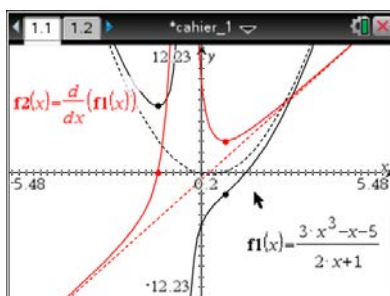 1.1 1.2 *cahier_1
12.23 y
f2(x)=d/dx(f1(x))
x
-5.48 0.2 5.48
f1(x)=(3·x³-x-5)/(2·x+1)
-12.23